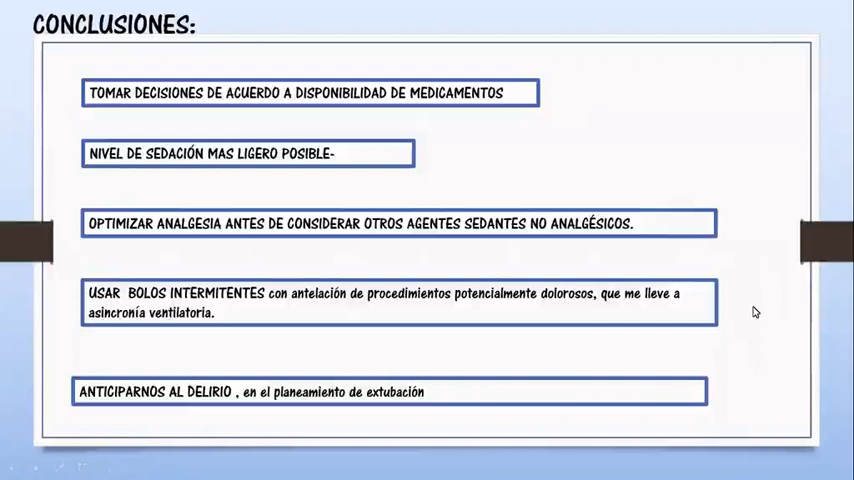 CONCLUSIONES:
TOMAR DECISIONES DE ACUERDO A DISPONIBILIDAD DE MEDICAMENTOS
NIVEL DE SEDACIÓN MAS LIGERO POSIBLE-
OPTIMIZAR ANALGESIA ANTES DE CONSIDERAR OTROS AGENTES SEDANTES NO ANALGÉSICOS.
USAR BOLOS INTERMITENTES con antelación de procedimientos potencialmente dolorosos, que me lleve a
asincronía ventilatoria.
ANTICIPARNOS AL DELIRIO , en el planeamiento de extubación